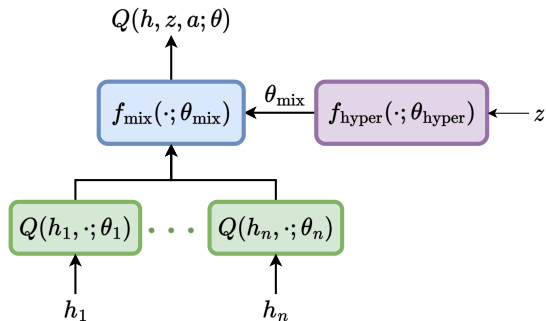 Q(h, z, a; θ)
f_mix(·; θ_mix)
θ_mix
f_hyper(·; θ_hyper)
z
Q(h_1, ·; θ_1)
Q(h_n, ·; θ_n)
h_1
h_n